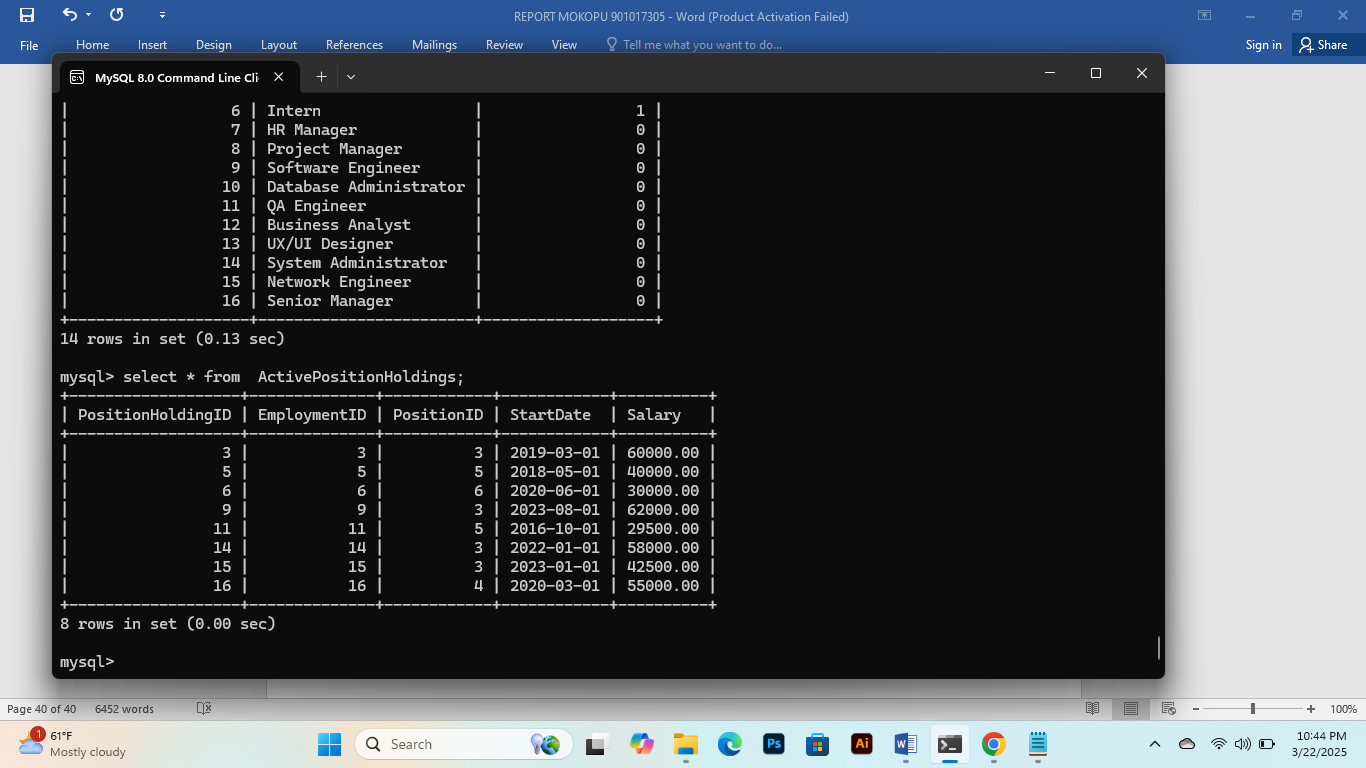 REPORT MOKOPU 901017305 - Word (Product Activation Failed)
File Home Insert Design Layout References Mailings Review View Tell me what you want to do... Sign in Share
MySQL 8.0 Command Line Cli
| 6 | Intern | 1 |
| 7 | HR Manager | 0 |
| 8 | Project Manager | 0 |
| 9 | Software Engineer | 0 |
| 10 | Database Administrator | 0 |
| 11 | QA Engineer | 0 |
| 12 | Business Analyst | 0 |
| 13 | UX/UI Designer | 0 |
| 14 | System Administrator | 0 |
| 15 | Network Engineer | 0 |
| 16 | Senior Manager | 0 |
+--------------------+------------------------+-------------------+
14 rows in set (0.13 sec)
mysql> select * from  ActivePositionHoldings;
+-------------------+--------------+------------+------------+----------+
| PositionHoldingID | EmploymentID | PositionID | StartDate | Salary |
+-------------------+--------------+------------+------------+----------+
| 3 | 3 | 3 | 2019-03-01 | 60000.00 |
| 5 | 5 | 5 | 2018-05-01 | 40000.00 |
| 6 | 6 | 6 | 2020-06-01 | 30000.00 |
| 9 | 9 | 3 | 2023-08-01 | 62000.00 |
| 11 | 11 | 5 | 2016-10-01 | 29500.00 |
| 14 | 14 | 3 | 2022-01-01 | 58000.00 |
| 15 | 15 | 3 | 2023-01-01 | 42500.00 |
| 16 | 16 | 4 | 2020-03-01 | 55000.00 |
+-------------------+--------------+------------+------------+----------+
8 rows in set (0.00 sec)
mysql>
Page 40 of 40 6452 words 100%
1 61°F
Mostly cloudy
Search
Ps
Ai
10:44 PM
3/22/2025